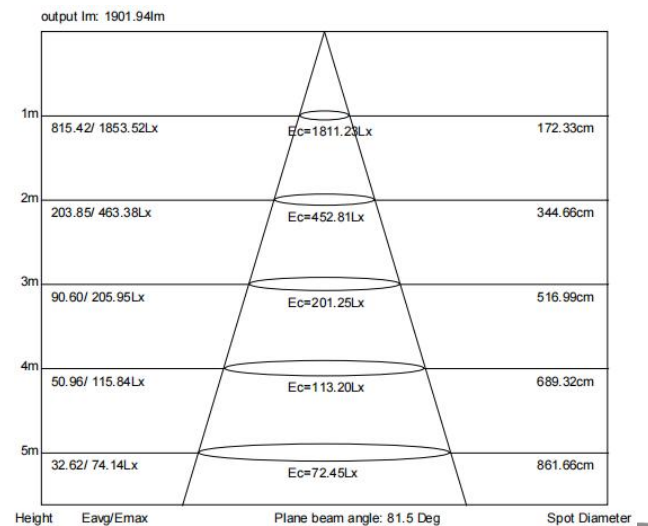 output lm: 1901.94lm
1m
815.42/ 1853.52Lx
Ec=1811.23Lx
172.33cm
2m
203.85/ 463.38Lx
Ec=452.81Lx
344.66cm
3m
90.60/ 205.95Lx
Ec=201.25Lx
516.99cm
4m
50.96/ 115.84Lx
Ec=113.20Lx
689.32cm
5m
32.62/ 74.14Lx
Ec=72.45Lx
861.66cm
Height Eavg/Emax Plane beam angle: 81.5 Deg Spot Diameter